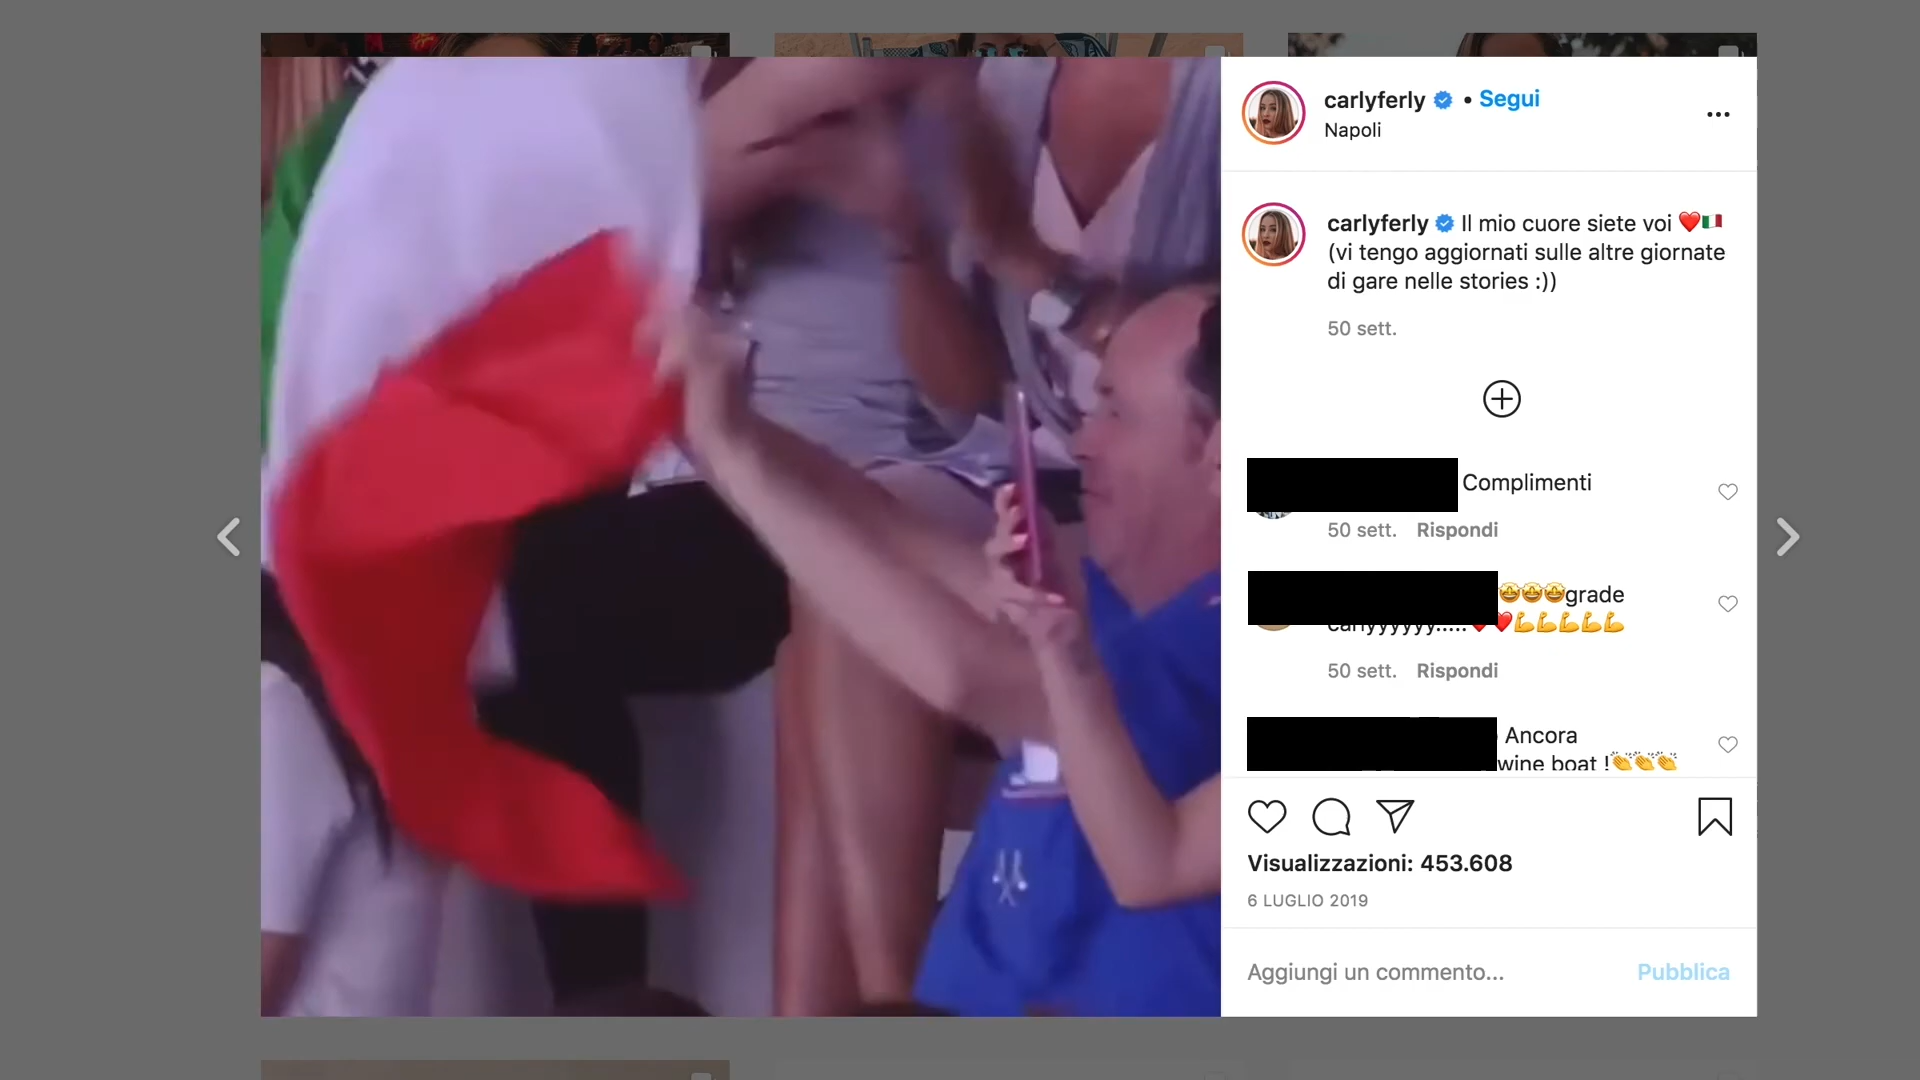 carlyferly • Segui
Napoli
carlyferly Il mio cuore siete voi ❤️🇮🇹
(vi tengo aggiornati sulle altre giornate
di gare nelle stories :))
50 sett.
Complimenti
50 sett. Rispondi
🤩🤩🤩grade
carlyyyyyy.....❤️❤️💪💪💪💪💪
50 sett. Rispondi
Ancora
wine boat !👏👏👏
Visualizzazioni: 453.608
6 LUGLIO 2019
Aggiungi un commento... Pubblica